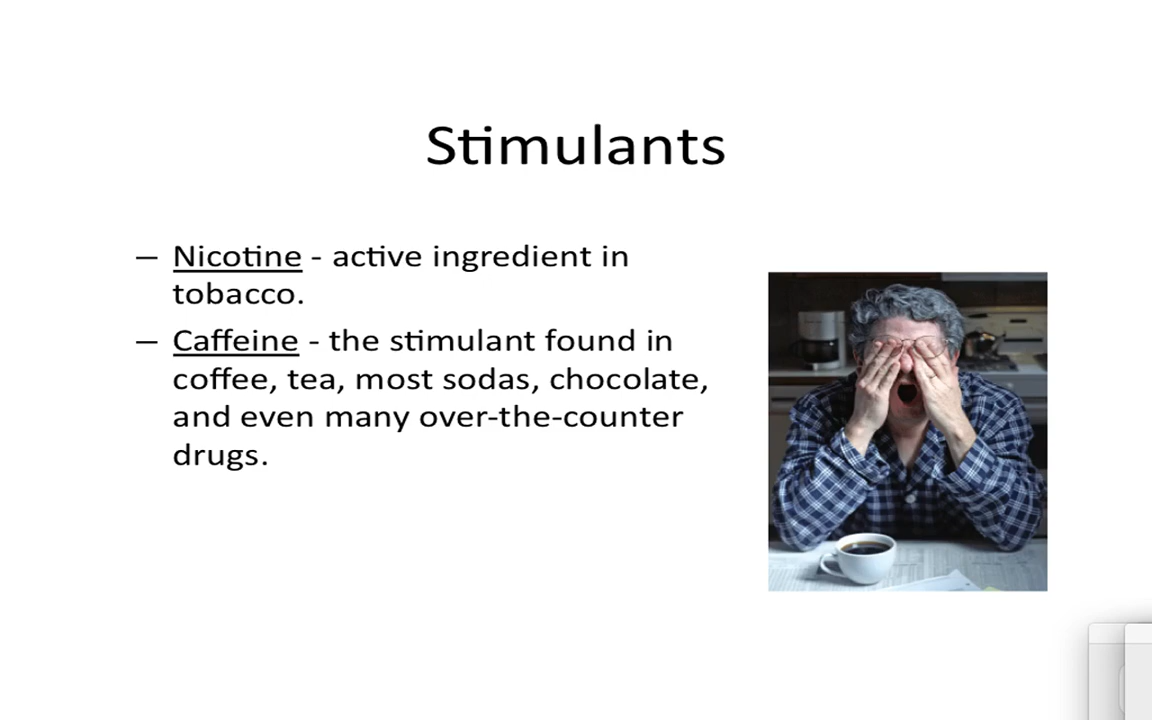 Stimulants
– Nicotine - active ingredient in
tobacco.
– Caffeine - the stimulant found in
coffee, tea, most sodas, chocolate,
and even many over-the-counter
drugs.